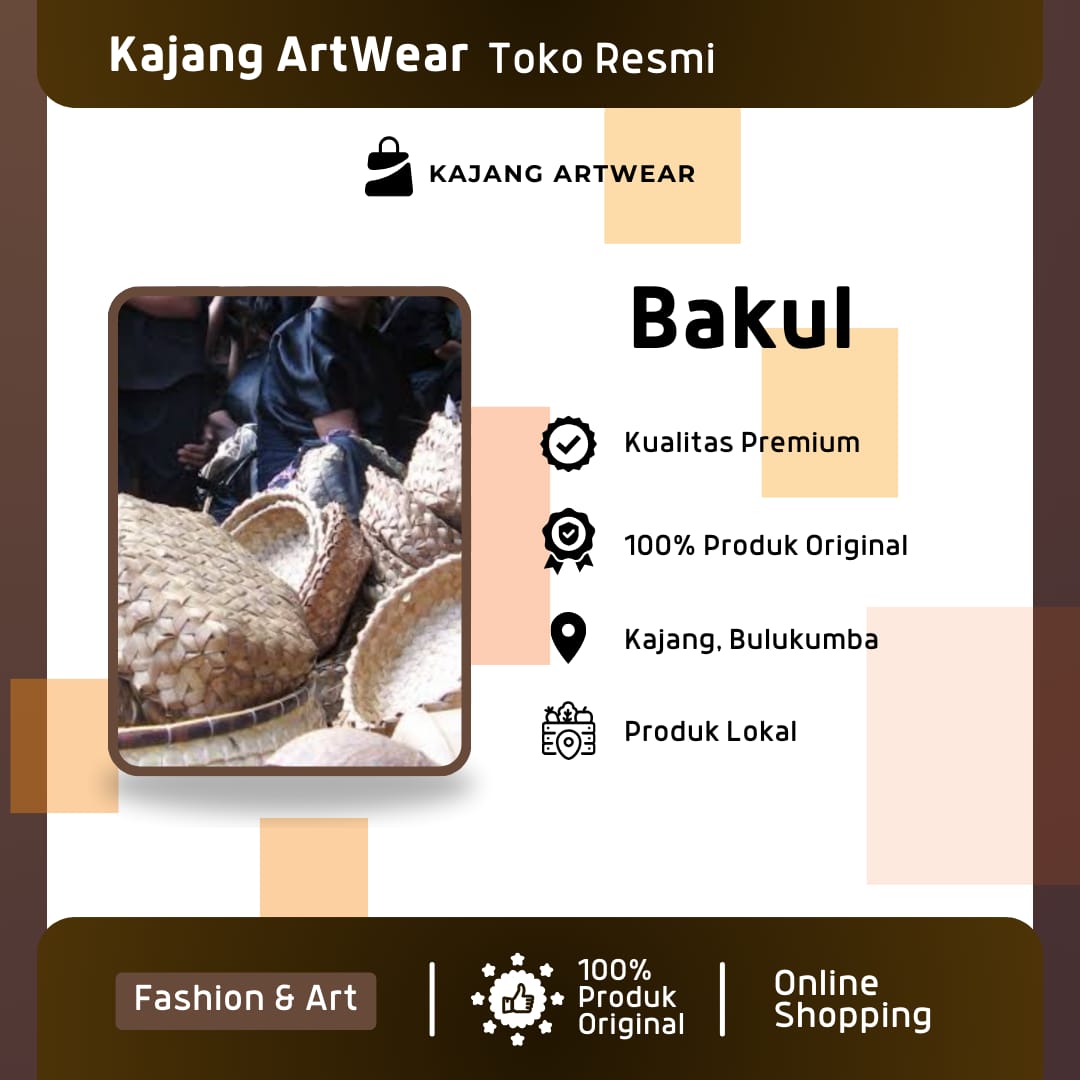 Kajang ArtWear Toko Resmi
KAJANG ARTWEAR
Bakul
Kualitas Premium
100% Produk Original
Kajang, Bulukumba
Produk Lokal
Fashion & Art
100%
Produk
Original
Online
Shopping